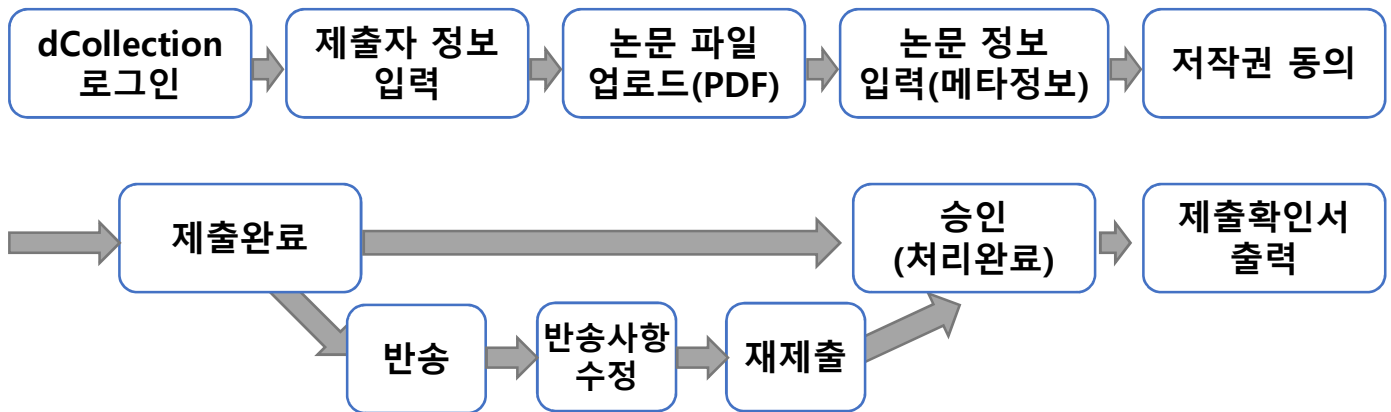 dCollection
로그인
제출자 정보
입력
논문 파일
업로드(PDF)
논문 정보
입력(메타정보)
저작권 동의
제출완료
승인
(처리완료)
제출확인서
출력
반송
반송사항
수정
재제출